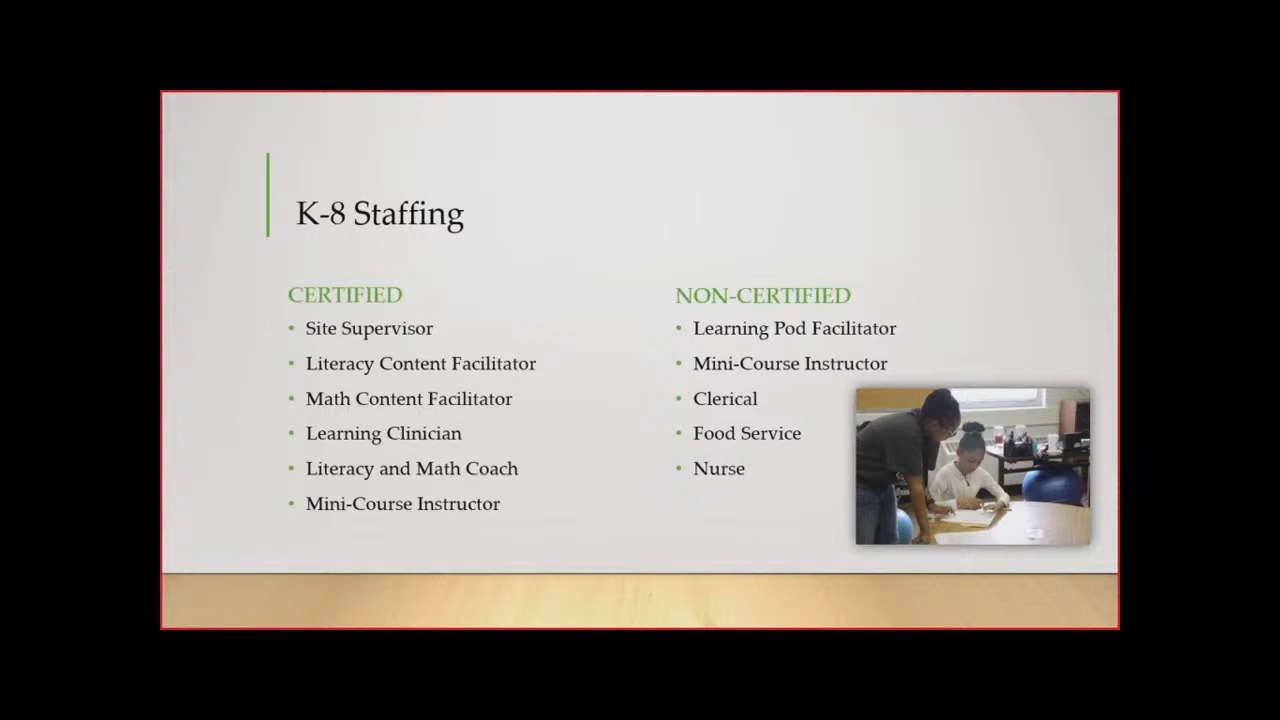 K-8 Staffing
CERTIFIED
• Site Supervisor
• Literacy Content Facilitator
• Math Content Facilitator
• Learning Clinician
• Literacy and Math Coach
• Mini-Course Instructor
NON-CERTIFIED
• Learning Pod Facilitator
• Mini-Course Instructor
• Clerical
• Food Service
• Nurse